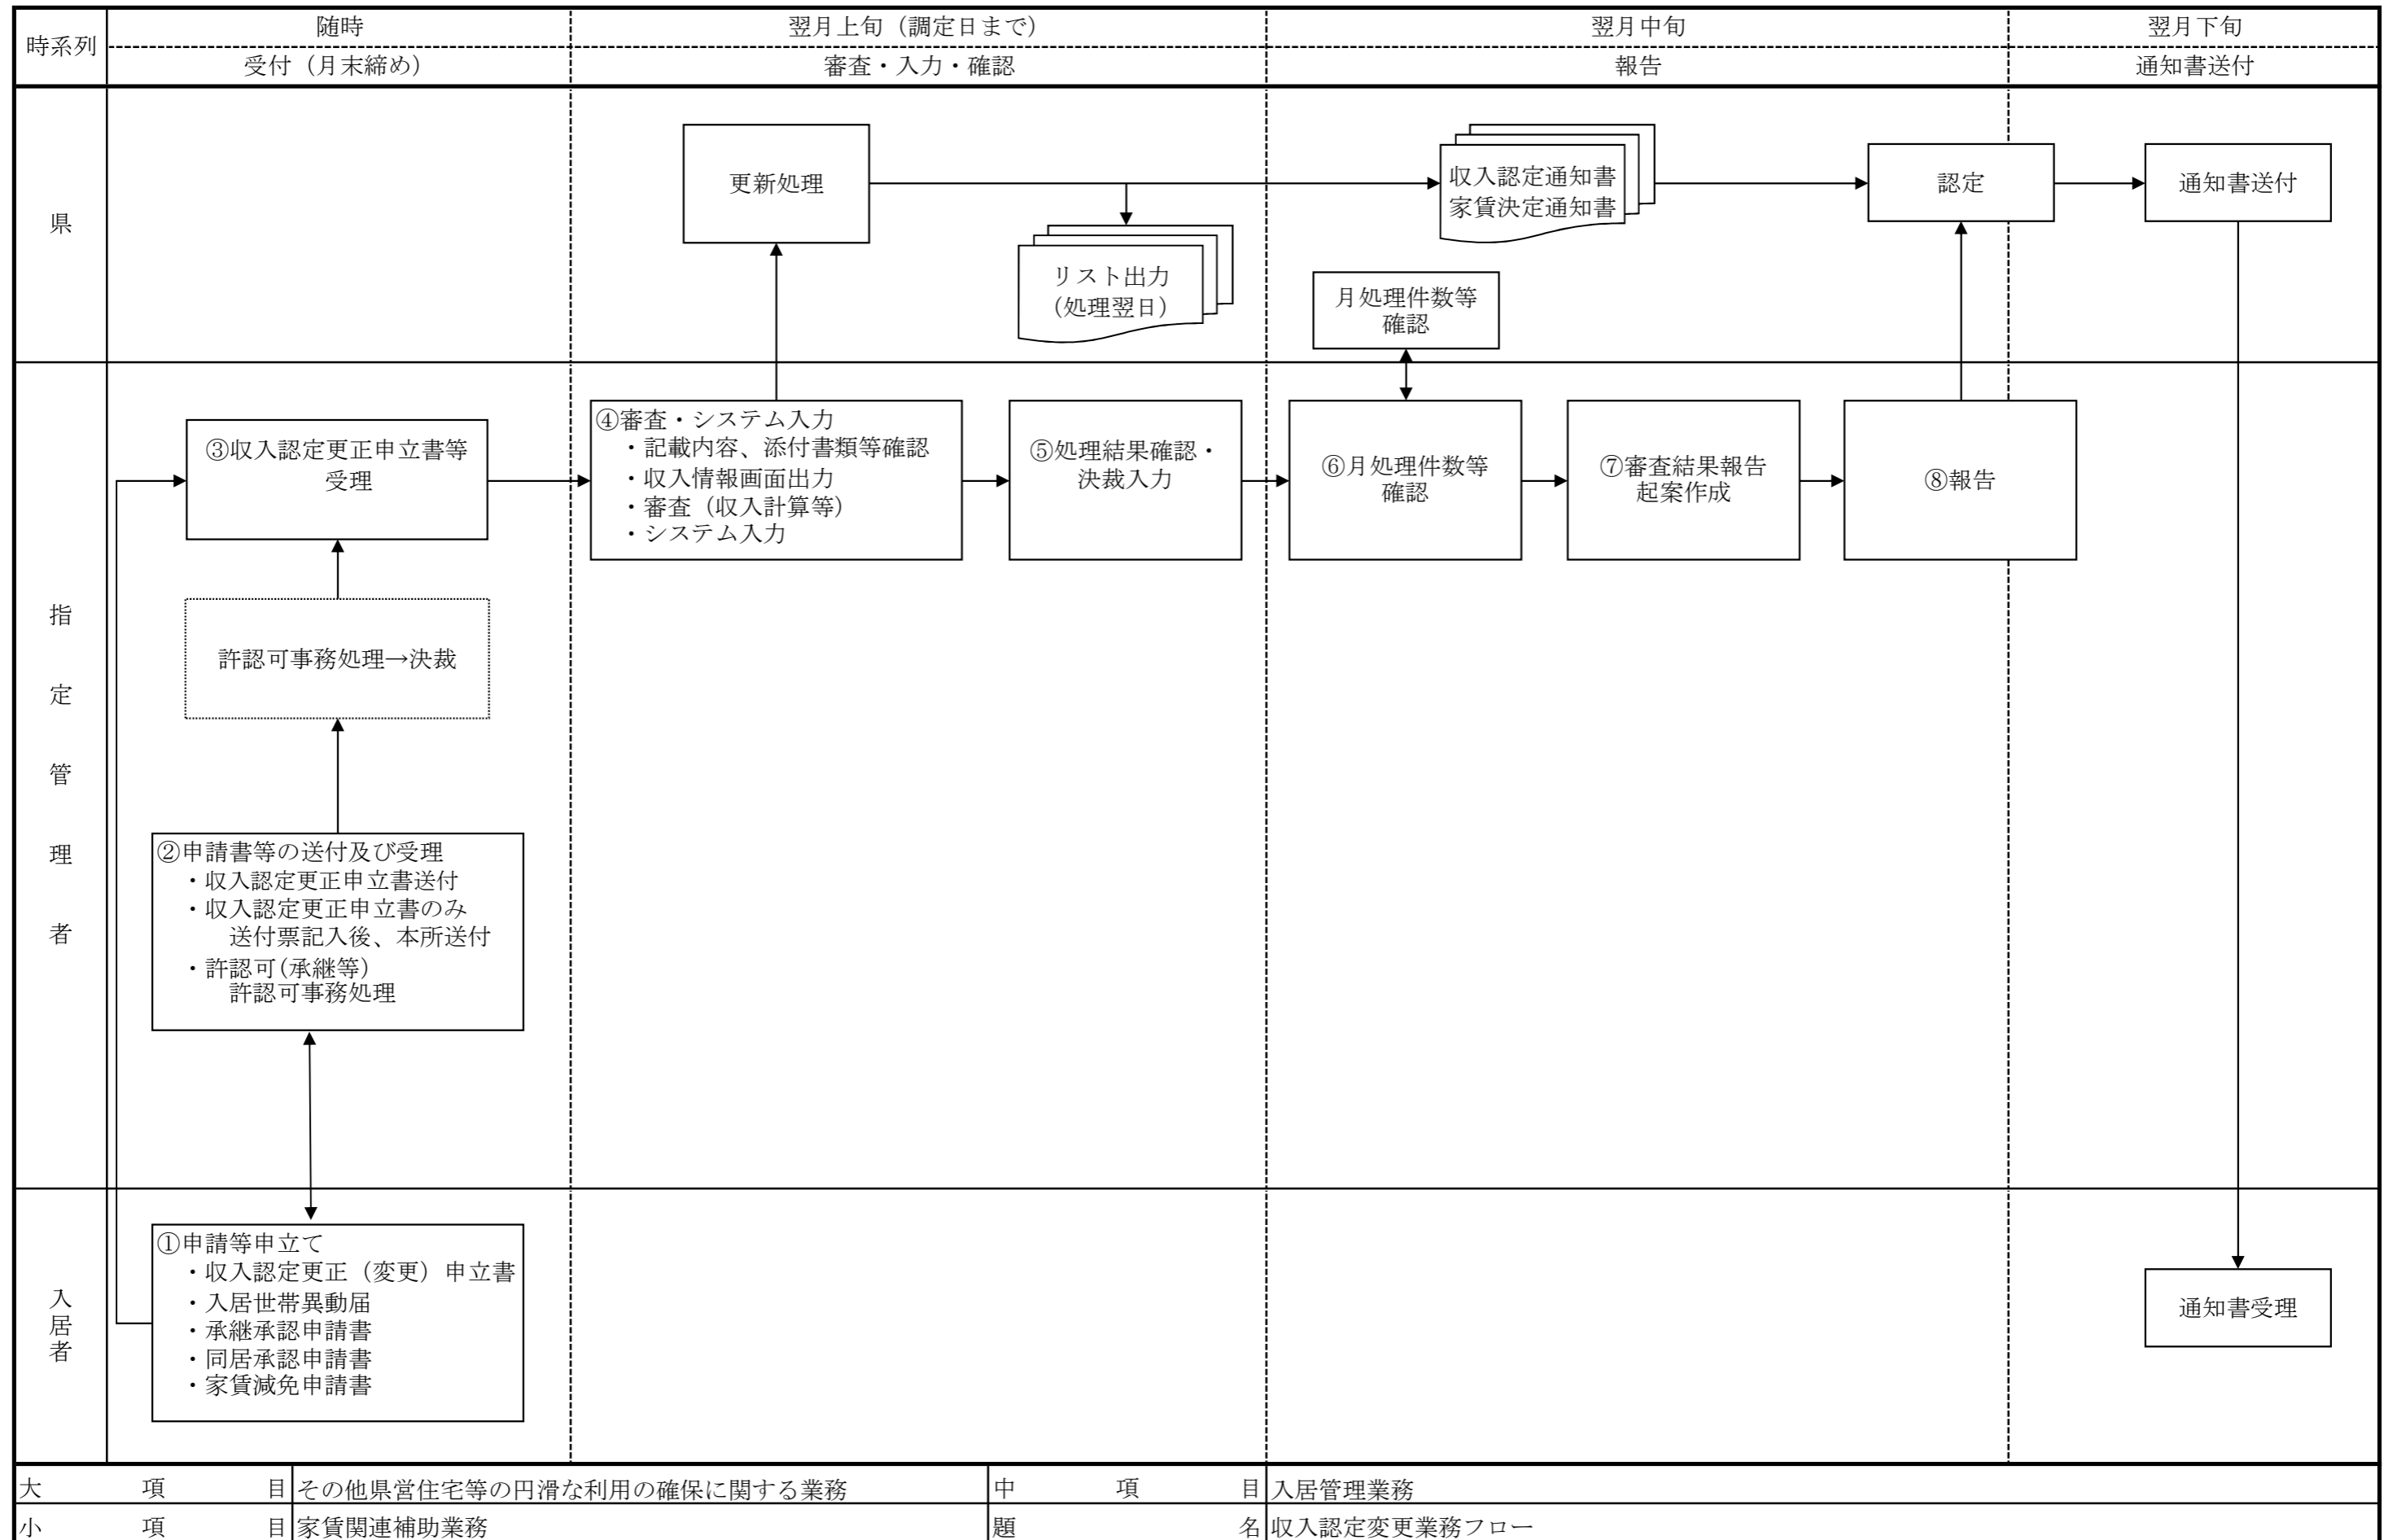 時系列
随時
翌月上旬（調定日まで）
翌月中旬
翌月下旬
受付（月末締め）
審査・入力・確認
報告
通知書送付
県
更新処理
リスト出力
（処理翌日）
収入認定通知書
家賃決定通知書
月処理件数等
確認
認定
通知書送付
指定管理者
③収入認定更正申立書等
受理
④審査・システム入力
・記載内容、添付書類等確認
・収入情報画面出力
・審査（収入計算等）
・システム入力
⑤処理結果確認・
決裁入力
⑥月処理件数等
確認
⑦審査結果報告
起案作成
⑧報告
許認可事務処理→決裁
②申請書等の送付及び受理
・収入認定更正申立書送付
・収入認定更正申立書のみ
送付票記入後、本所送付
・許認可(承継等)
許認可事務処理
入居者
①申請等申立て
・収入認定更正（変更）申立書
・入居世帯異動届
・承継承認申請書
・同居承認申請書
・家賃減免申請書
通知書受理
大項目
その他県営住宅等の円滑な利用の確保に関する業務
中項目
入居管理業務
小項目
家賃関連補助業務
題名
収入認定変更業務フロー